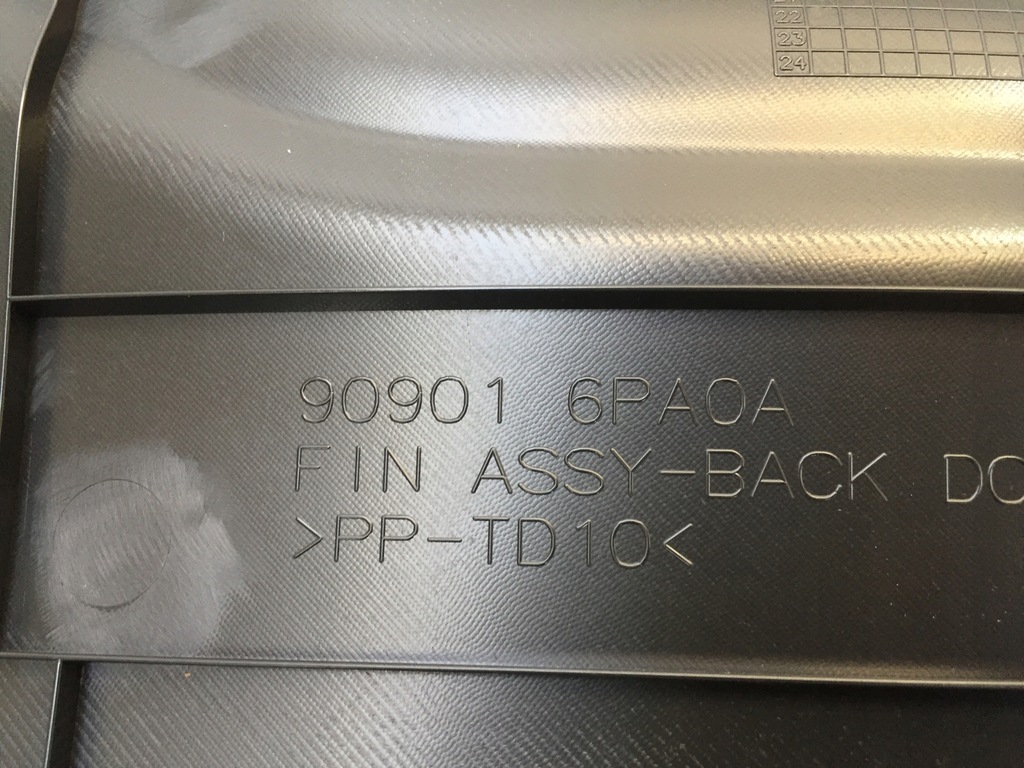 22
23
24
90901 6PA0A
FIN ASSY-BACK
>PP-TD10<